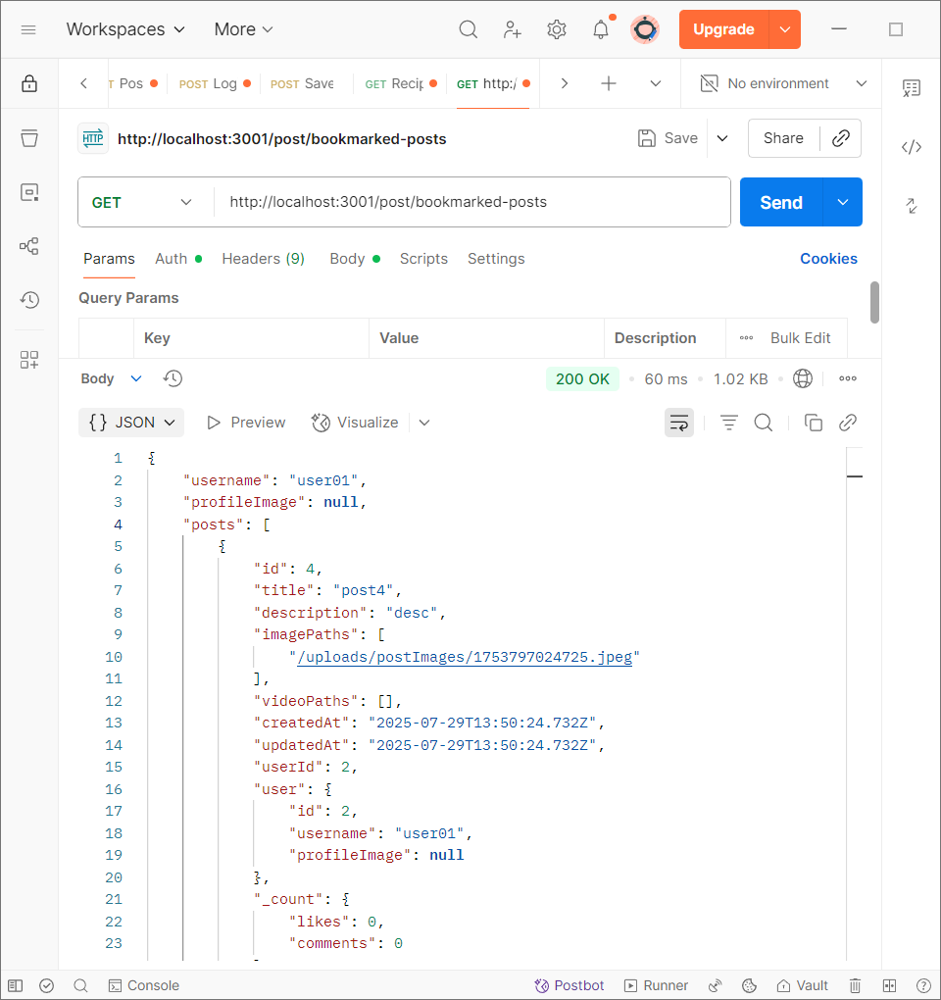 Workspaces More Upgrade
T Pos POST Log POST Save GET Recip GET http:/ No environment
HTTP http://localhost:3001/post/bookmarked-posts Save Share
GET http://localhost:3001/post/bookmarked-posts Send
Params Auth Headers (9) Body Scripts Settings Cookies
Query Params
Key Value Description Bulk Edit
Body 200 OK 60 ms 1.02 KB
{} JSON Preview Visualize
1 {
2 "username": "user01",
3 "profileImage": null,
4 "posts": [
5 {
6 "id": 4,
7 "title": "post4",
8 "description": "desc",
9 "imagePaths": [
10 "/uploads/postImages/1753797024725.jpeg"
11 ],
12 "videoPaths": [],
13 "createdAt": "2025-07-29T13:50:24.732Z",
14 "updatedAt": "2025-07-29T13:50:24.732Z",
15 "userId": 2,
16 "user": {
17 "id": 2,
18 "username": "user01",
19 "profileImage": null
20 },
21 "_count": {
22 "likes": 0,
23 "comments": 0
Console Postbot Runner Vault